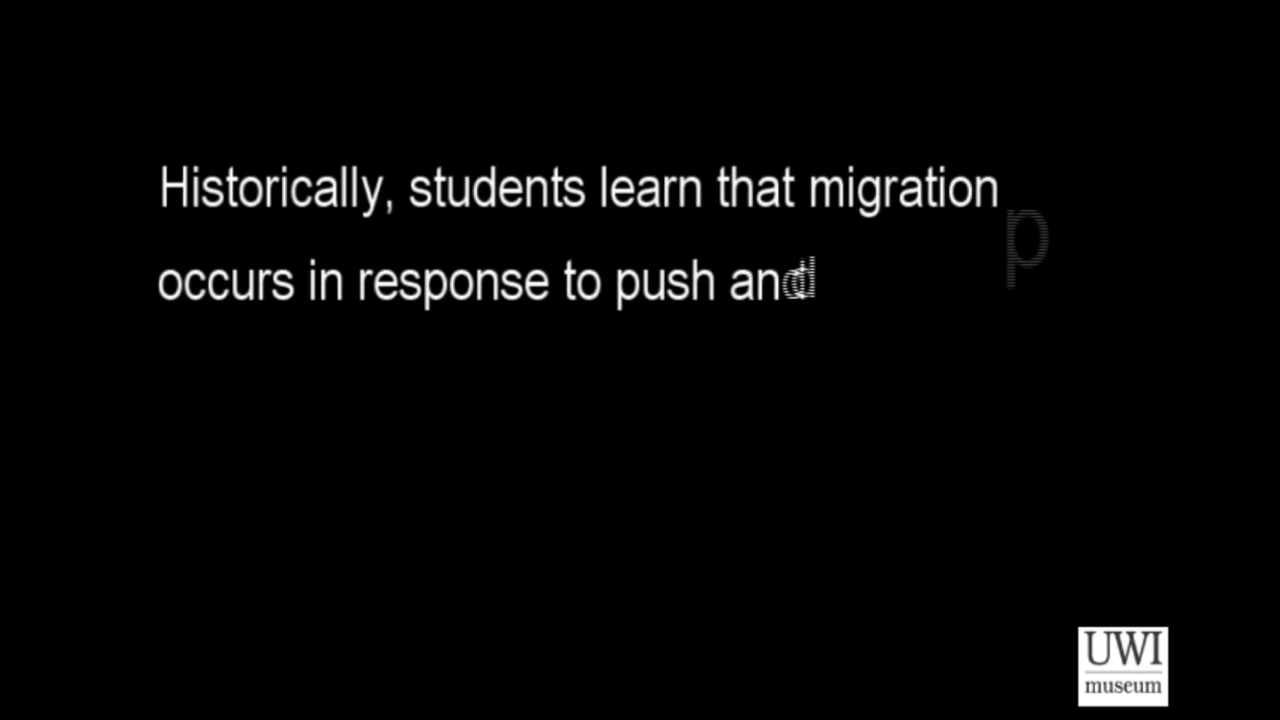 Historically, students learn that migration
occurs in response to push and
p
UWI
museum